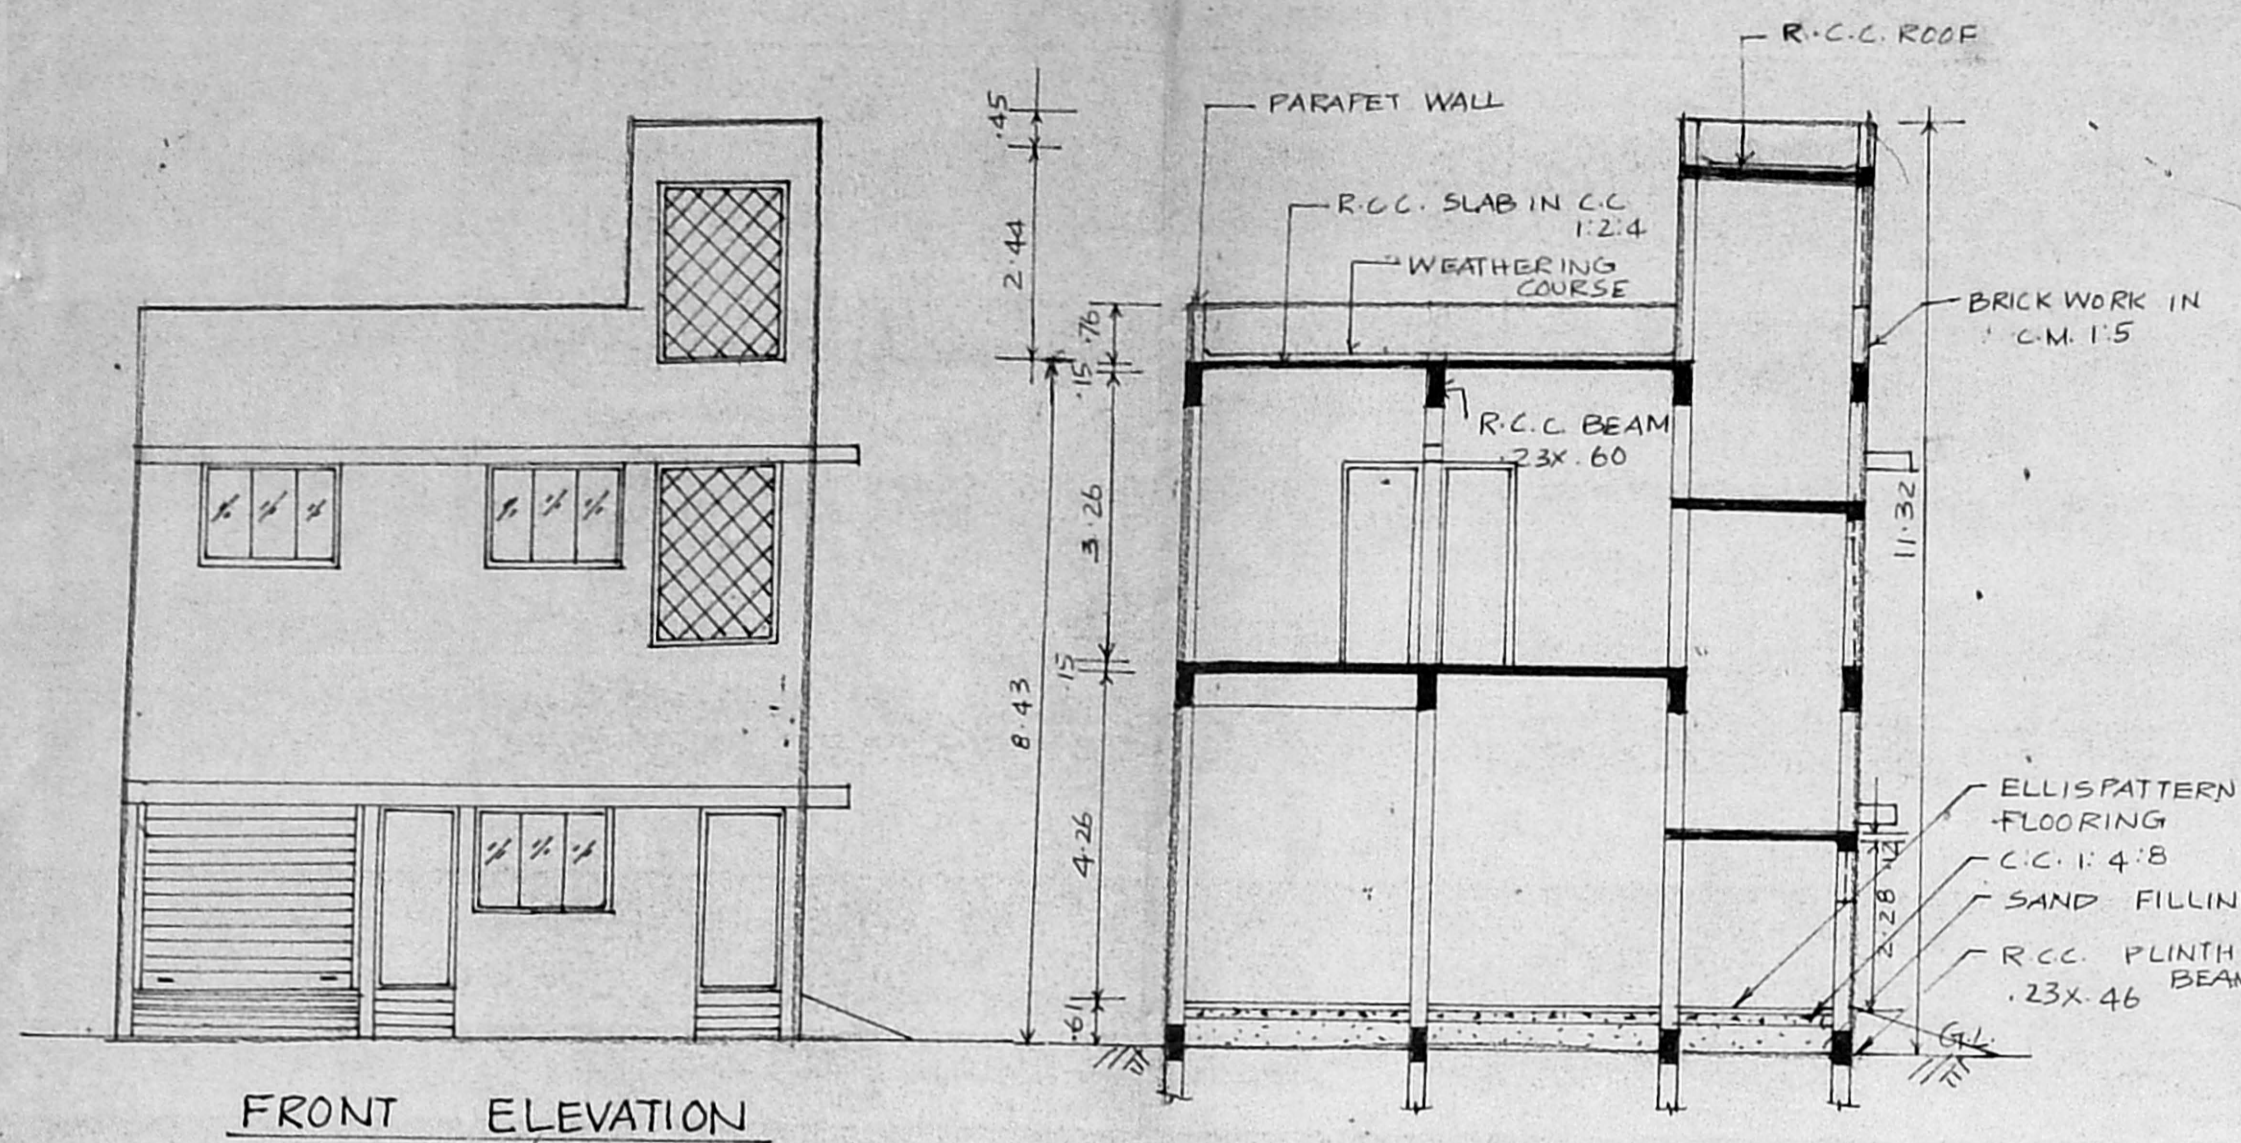 R.C.C. ROOF
PARAPET WALL
.45
R.C.C. SLAB IN C.C
1:2:4
2.44
WEATHERING
COURSE
BRICK WORK IN
C.M. 1:5
.76
.15
R.C.C. BEAM
.23X.60
3.26
11.32
.15
8.43
ELLISPATTERN
FLOORING
4.26
C.C. 1:4:8
2.28
SAND FILLIN
R.C.C. PLINTH
BEAM
.23X.46
.61
G.L.
FRONT ELEVATION